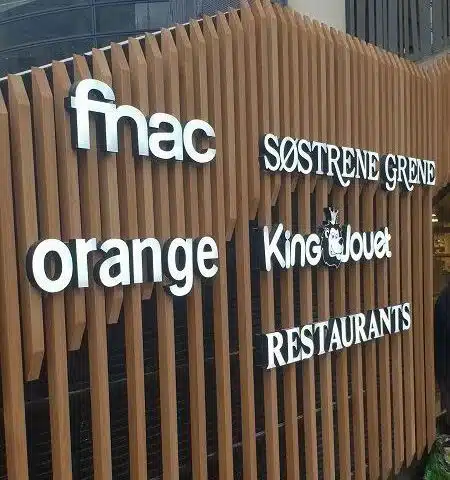 fnac
orange
SØSTRENE GRENE
King Jouet
RESTAURANTS